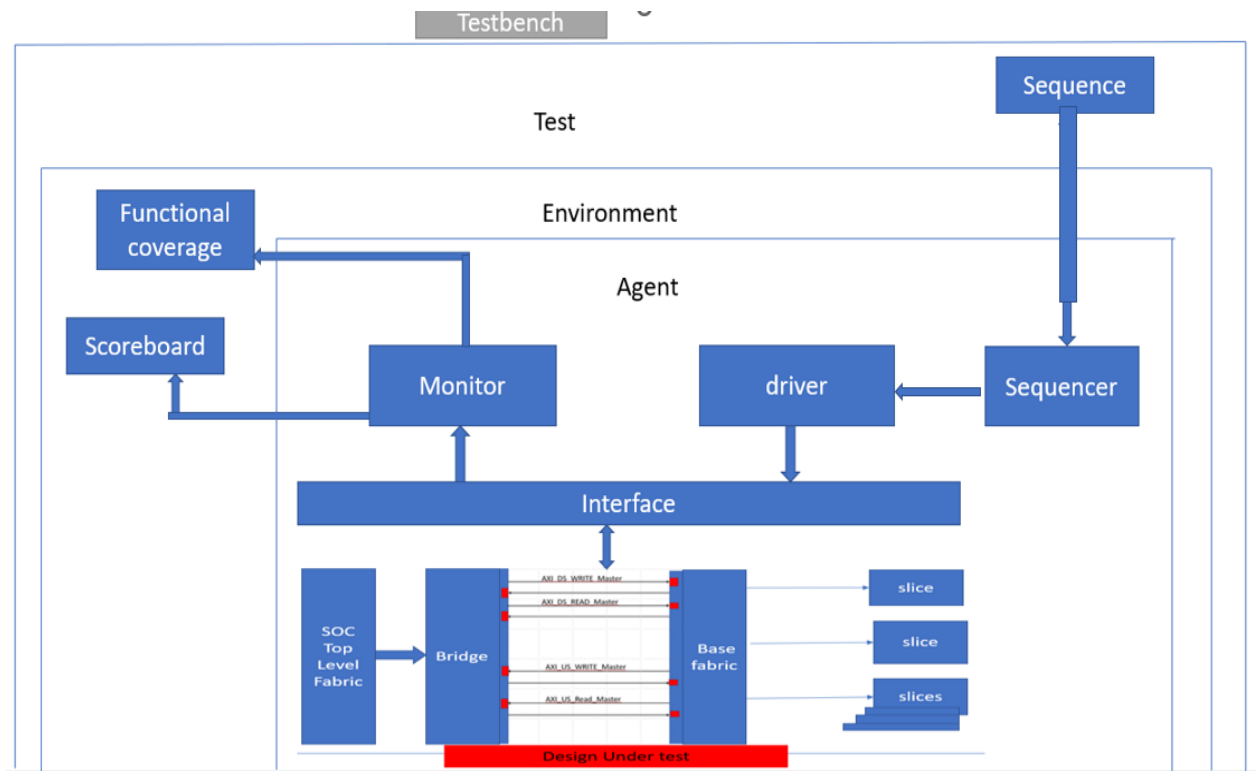 Testbench
Sequence
Test
Functional
coverage
Environment
Agent
Scoreboard
Monitor
driver
Sequencer
Interface
AXI_DS_WRITE_Master
AXI_DS_READ_Master
SOC
Top
Level
Fabric
Bridge
AXI_US_WRITE_Master
AXI_US_Read_Master
Base
fabric
slice
slice
slices
Design Under test